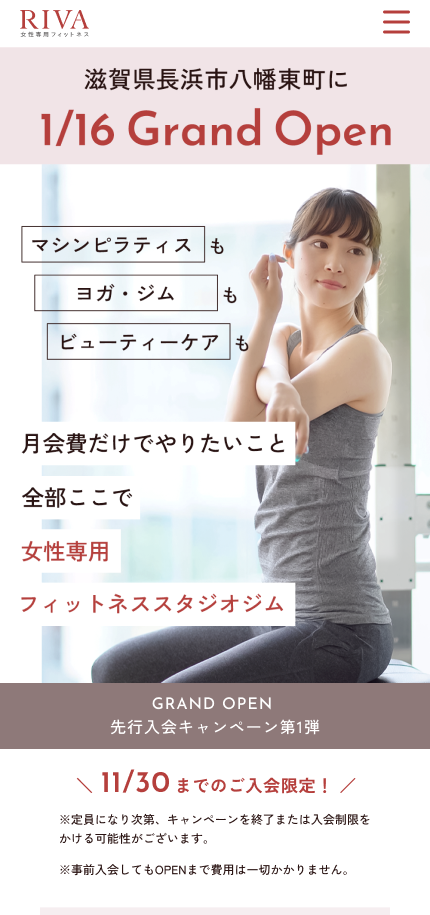 RIVA
女性専用フィットネス
滋賀県長浜市八幡東町に
1/16 Grand Open
マシンピラティス も
ヨガ・ジム も
ビューティーケア も
月会費だけでやりたいこと
全部ここで
女性専用
フィットネススタジオジム
GRAND OPEN
先行入会キャンペーン第1弾
＼ 11/30 までのご入会限定！ ／
※定員になり次第、キャンペーンを終了または入会制限を
かける可能性がございます。
※事前入会してもOPENまで費用は一切かかりません。